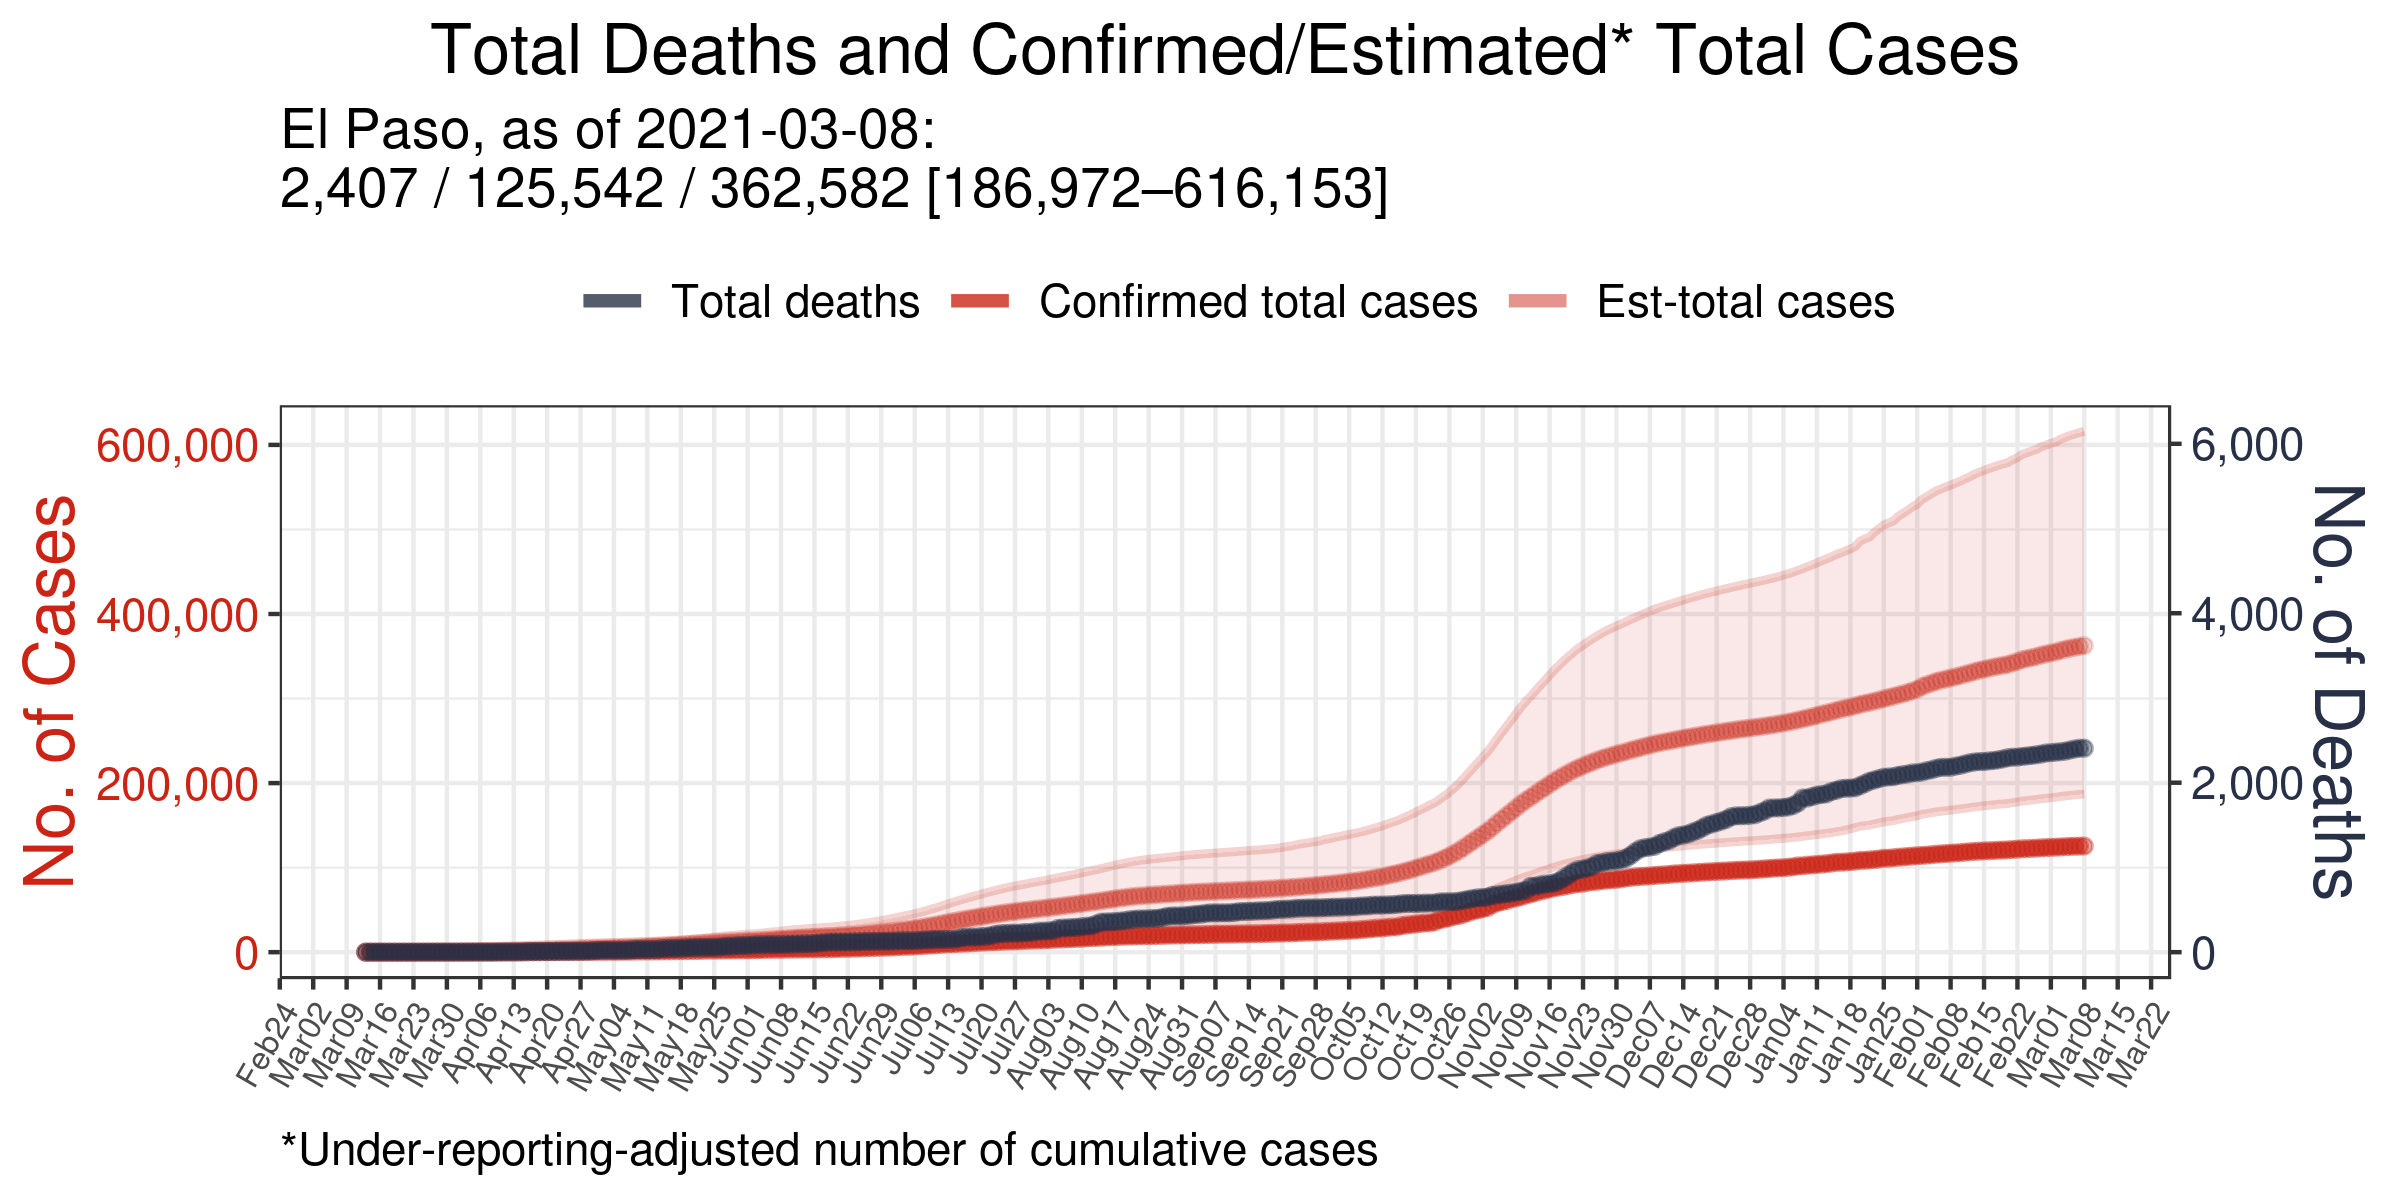 Total Deaths and Confirmed/Estimated* Total Cases
El Paso, as of 2021-03-08:
2,407 / 125,542 / 362,582 [186,972–616,153]
Total deaths
Confirmed total cases
Est-total cases
No. of Cases
600,000
400,000
200,000
0
6,000
4,000
2,000
0
No. of Deaths
Feb24
Mar02
Mar09
Mar16
Mar23
Mar30
Apr06
Apr13
Apr20
Apr27
May04
May11
May18
May25
Jun01
Jun08
Jun15
Jun22
Jun29
Jul06
Jul13
Jul20
Jul27
Aug03
Aug10
Aug17
Aug24
Aug31
Sep07
Sep14
Sep21
Sep28
Oct05
Oct12
Oct19
Oct26
Nov02
Nov09
Nov16
Nov23
Nov30
Dec07
Dec14
Dec21
Dec28
Jan04
Jan11
Jan18
Jan25
Feb01
Feb08
Feb15
Feb22
Mar01
Mar08
Mar15
Mar22
*Under-reporting-adjusted number of cumulative cases